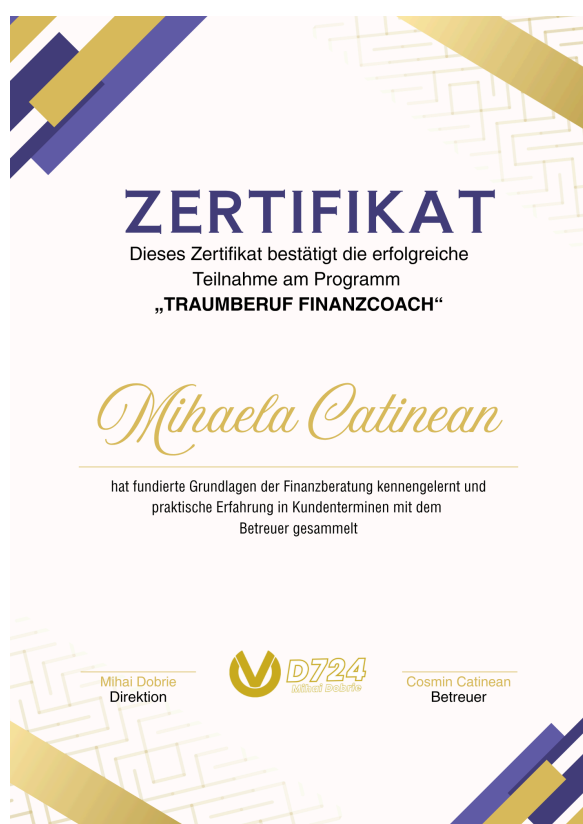 ZERTIFIKAT
Dieses Zertifikat bestätigt die erfolgreiche
Teilnahme am Programm
„TRAUMBERUF FINANZCOACH“
Mihaela Catinean
hat fundierte Grundlagen der Finanzberatung kennengelernt und
praktische Erfahrung in Kundenterminen mit dem
Betreuer gesammelt
Mihai Dobrie
Direktion
D724
Mihai Dobrie
Cosmin Catinean
Betreuer